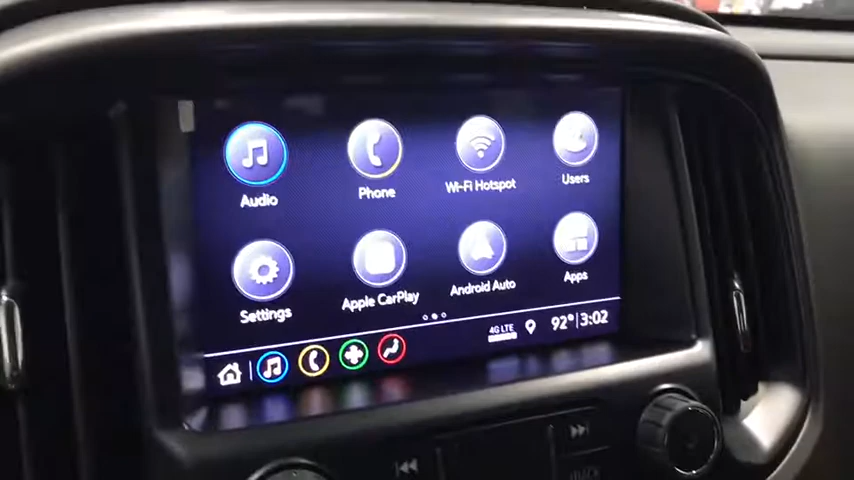 Audio
Phone
Wi-Fi Hotspot
Users
Settings
Apple CarPlay
Android Auto
Apps
4G LTE
92° 3:02